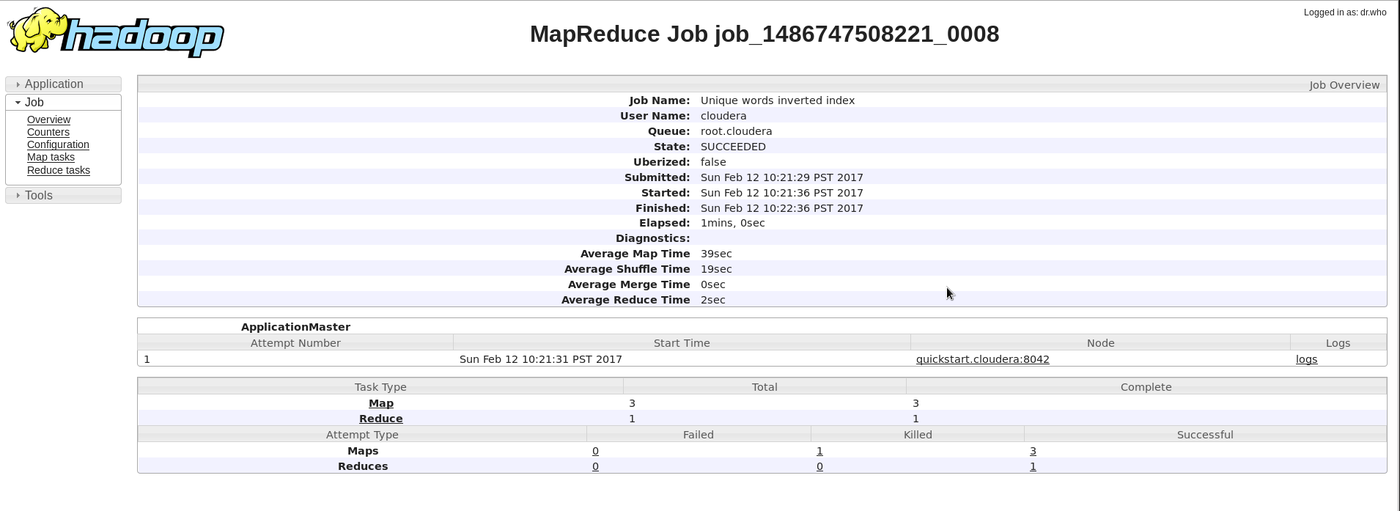 Logged in as: dr.who
hadoop
MapReduce Job job_1486747508221_0008
Application
Job
Overview
Counters
Configuration
Map tasks
Reduce tasks
Tools
Job Overview
Job Name: Unique words inverted index
User Name: cloudera
Queue: root.cloudera
State: SUCCEEDED
Uberized: false
Submitted: Sun Feb 12 10:21:29 PST 2017
Started: Sun Feb 12 10:21:36 PST 2017
Finished: Sun Feb 12 10:22:36 PST 2017
Elapsed: 1mins, 0sec
Diagnostics:
Average Map Time 39sec
Average Shuffle Time 19sec
Average Merge Time 0sec
Average Reduce Time 2sec
ApplicationMaster
Attempt Number Start Time Node Logs
1 Sun Feb 12 10:21:31 PST 2017 quickstart.cloudera:8042 logs
Task Type Total Complete
Map 3 3
Reduce 1 1
Attempt Type Failed Killed Successful
Maps 0 1 3
Reduces 0 0 1